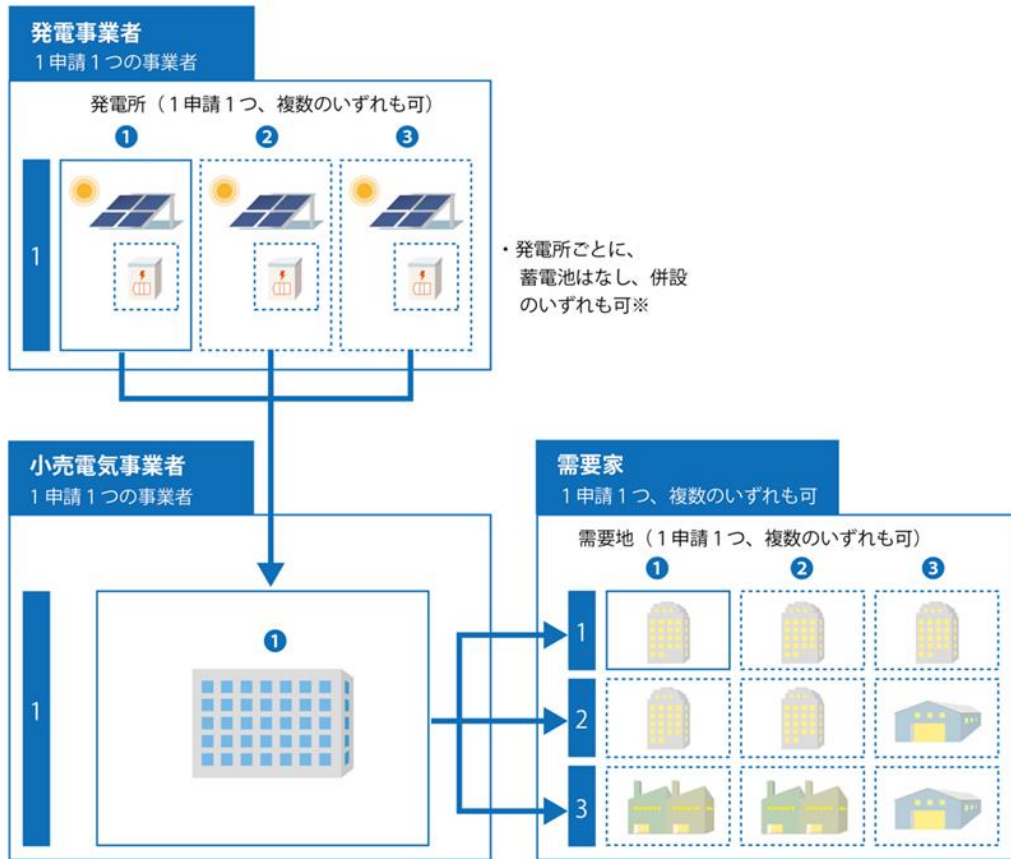 発電事業者
1申請1つの事業者
発電所（1申請1つ、複数のいずれも可）
❶ ❷ ❸
1
・発電所ごとに、
蓄電池はなし、併設
のいずれも可※
小売電気事業者
1申請1つの事業者
1
❶
需要家
1申請1つ、複数のいずれも可
需要地（1申請1つ、複数のいずれも可）
❶ ❷ ❸
1
2
3